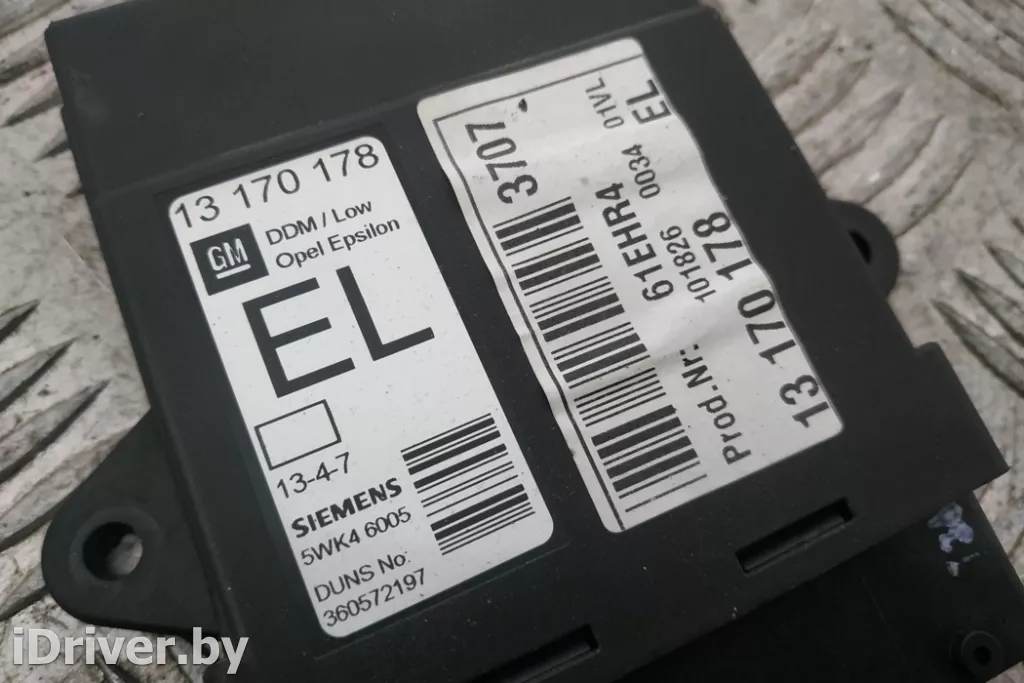 13 170 178
GM
DDM / Low
Opel Epsilon
EL
13-4-7
SIEMENS
5WK4 6005
DUNS No:
360572197
3707
Prod.Nr: 61EHR4
101826 0034 01VL
13 170 178 EL
iDriver.by